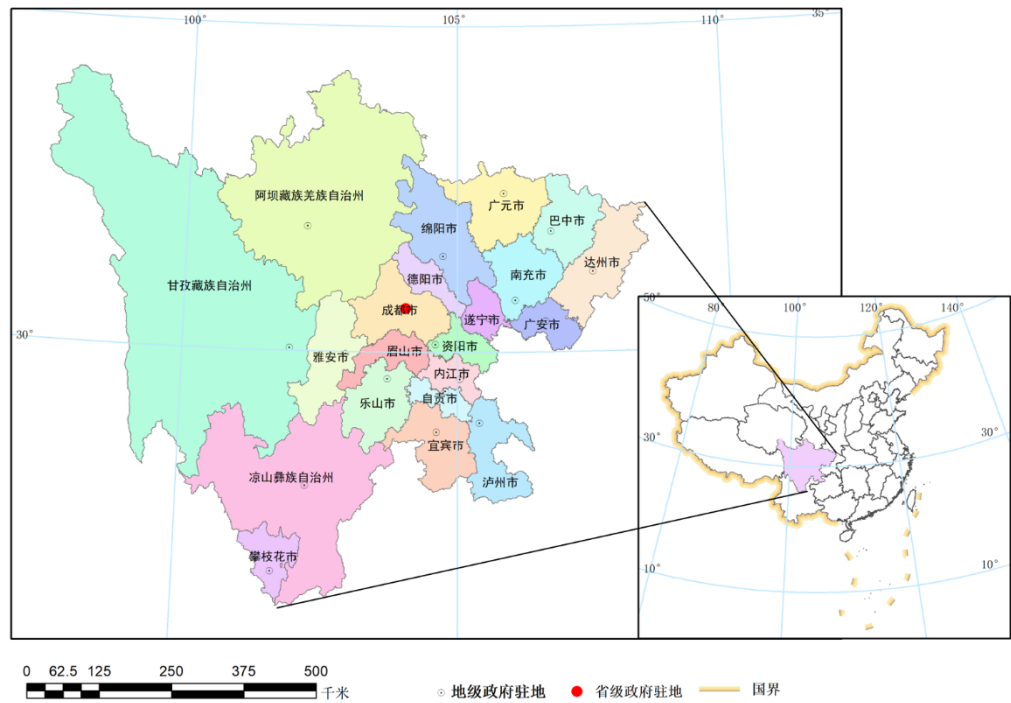 100°
105°
110°
35°
阿坝藏族羌族自治州
广元市
巴中市
绵阳市
达州市
南充市
德阳市
甘孜藏族自治州
成都市
遂宁市
广安市
30°
资阳市
眉山市
雅安市
内江市
自贡市
乐山市
宜宾市
凉山彝族自治州
泸州市
攀枝花市
50°
80°
100°
120°
140°
30°
30°
10°
10°
0 62.5 125 250 375 500
千米
地级政府驻地
省级政府驻地
国界